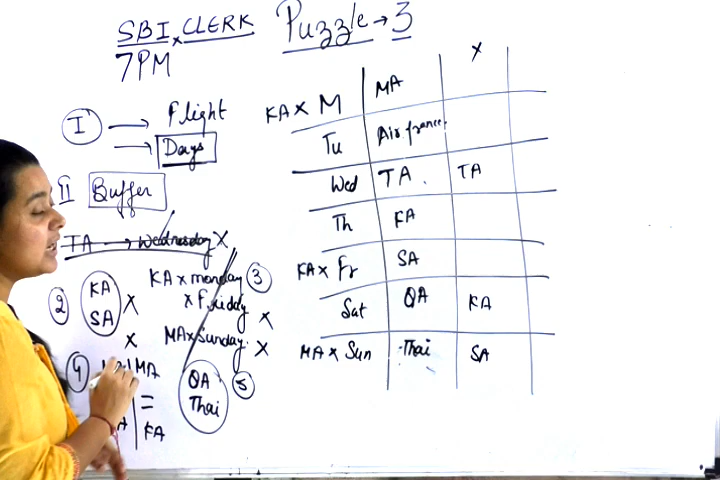 SBI CLERK Puzzle → 3
7PM
I → Flight
→ Days
II Buffer
TA → Wednesday X
2 KA
SA X
KA x monday 3
x Friday X
X MA x Sunday. X
4 MA
=
KA
QA 5
Thai
X
KA x M MA
Tu Air france
Wed TA. TA
Th FA
KA x Fr SA
Sat QA KA
MA x Sun Thai SA